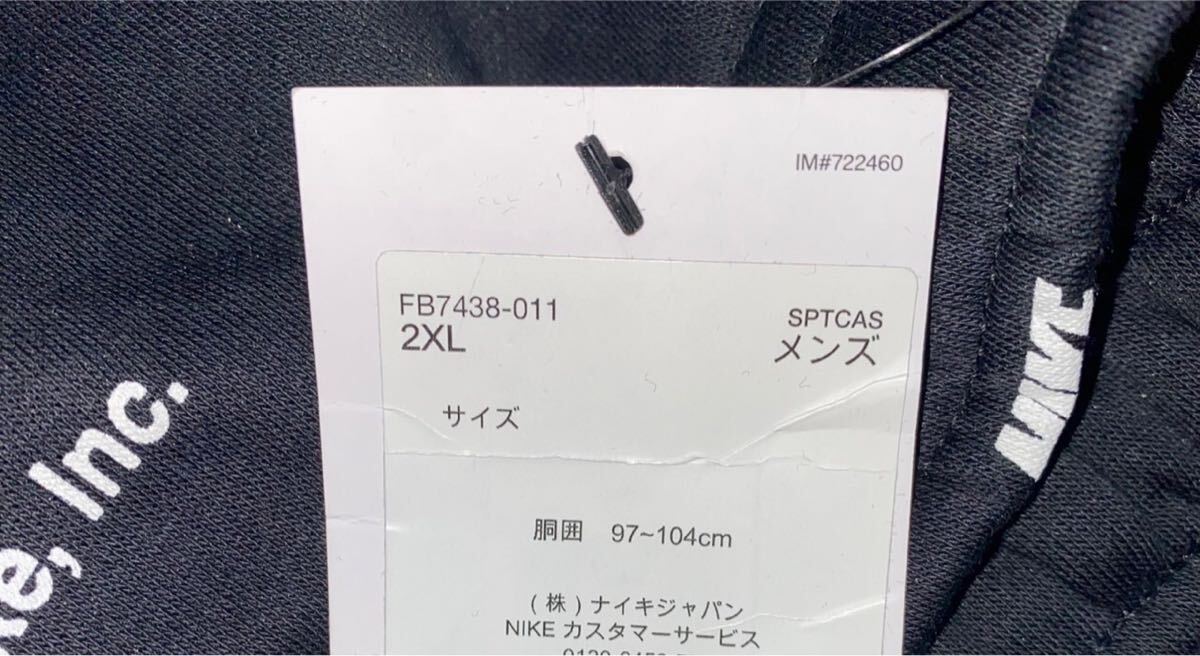 IM#722460
FB7438-011
SPTCAS
2XL
メンズ
サイズ
胴囲 97~104cm
(株)ナイキジャパン
NIKE カスタマーサービス
NIKE
Inc.